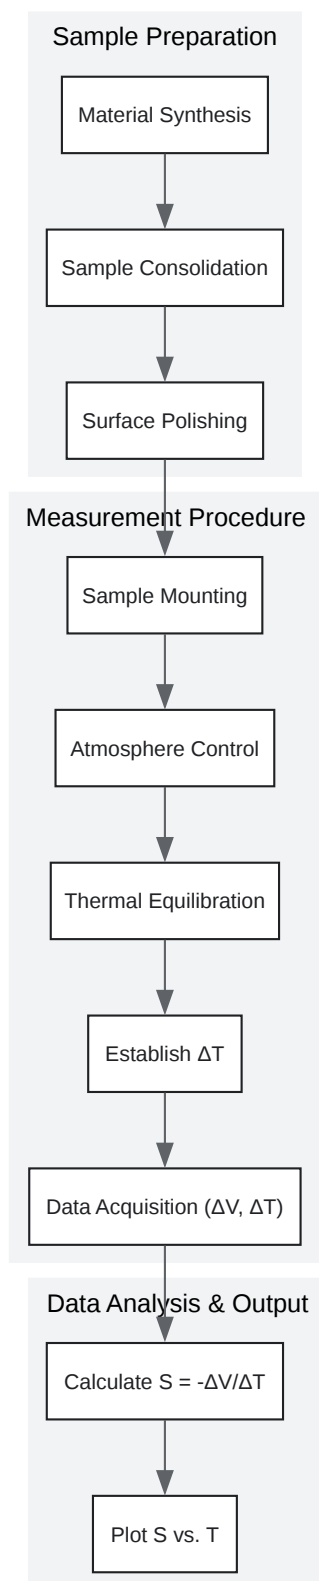 Sample Preparation
Material Synthesis
Sample Consolidation
Surface Polishing
Measurement Procedure
Sample Mounting
Atmosphere Control
Thermal Equilibration
Establish ΔT
Data Acquisition (ΔV, ΔT)
Data Analysis & Output
Calculate S = -ΔV/ΔT
Plot S vs. T